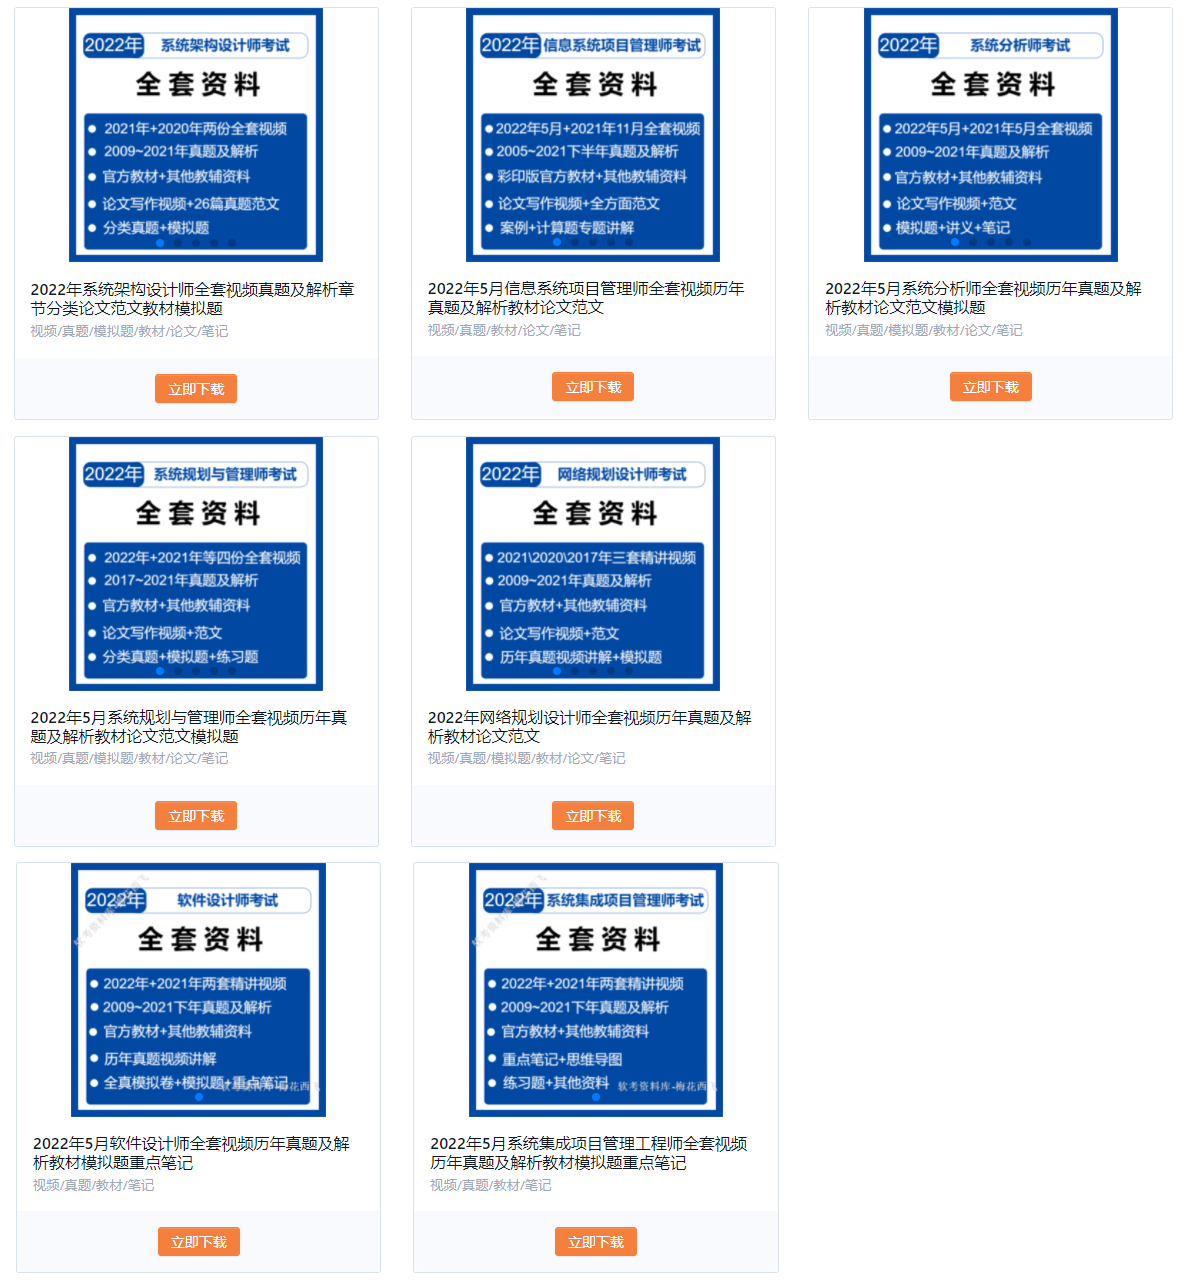 2022年 系统架构设计师考试
全套资料
2021年+2020年两份全套视频
2009~2021年真题及解析
官方教材+其他教辅资料
论文写作视频+26篇真题范文
分类真题+模拟题
2022年系统架构设计师全套视频真题及解析章
节分类论文范文教材模拟题
视频/真题/模拟题/教材/论文/笔记
立即下载
2022年 信息系统项目管理师考试
全套资料
2022年5月+2021年11月全套视频
2005~2021下半年真题及解析
彩印版官方教材+其他教辅资料
论文写作视频+全方面范文
案例+计算题专题讲解
2022年5月信息系统项目管理师全套视频历年
真题及解析教材论文范文
视频/真题/教材/论文/笔记
立即下载
2022年 系统分析师考试
全套资料
2022年5月+2021年5月全套视频
2009~2021年真题及解析
官方教材+其他教辅资料
论文写作视频+范文
模拟题+讲义+笔记
2022年5月系统分析师全套视频历年真题及解
析教材论文范文模拟题
视频/真题/模拟题/教材/论文/笔记
立即下载
2022年 系统规划与管理师考试
全套资料
2022年+2021年等四份全套视频
2017~2021年真题及解析
官方教材+其他教辅资料
论文写作视频+范文
分类真题+模拟题+练习题
2022年5月系统规划与管理师全套视频历年真
题及解析教材论文范文模拟题
视频/真题/模拟题/教材/论文/笔记
立即下载
2022年 网络规划设计师考试
全套资料
2021\2020\2017年三套精讲视频
2009~2021年真题及解析
官方教材+其他教辅资料
论文写作视频+范文
历年真题视频讲解+模拟题
2022年网络规划设计师全套视频历年真题及解
析教材论文范文
视频/真题/模拟题/教材/论文/笔记
立即下载
2022年 软件设计师考试
全套资料
2022年+2021年两套精讲视频
2009~2021下年真题及解析
官方教材+其他教辅资料
历年真题视频讲解
全真模拟卷+模拟题+重点笔记
2022年5月软件设计师全套视频历年真题及解
析教材模拟题重点笔记
视频/真题/教材/笔记
立即下载
2022年 系统集成项目管理师考试
全套资料
2022年+2021年两套精讲视频
2009~2021下年真题及解析
官方教材+其他教辅资料
重点笔记+思维导图
练习题+其他资料
软考资料库-梅花西飞
2022年5月系统集成项目管理工程师全套视频
历年真题及解析教材模拟题重点笔记
视频/真题/教材/笔记
立即下载